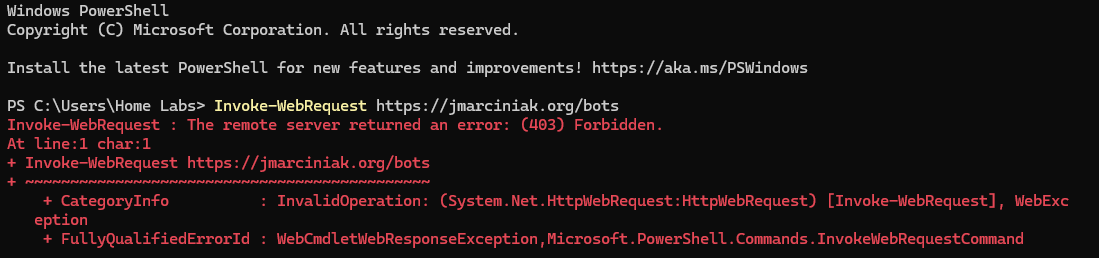 Windows PowerShell
Copyright (C) Microsoft Corporation. All rights reserved.
Install the latest PowerShell for new features and improvements! https://aka.ms/PSWindows
PS C:\Users\Home Labs> Invoke-WebRequest https://jmarciniak.org/bots
Invoke-WebRequest : The remote server returned an error: (403) Forbidden.
At line:1 char:1
+ Invoke-WebRequest https://jmarciniak.org/bots
+ ~~~~~~~~~~~~~~~~~~~~~~~~~~~~~~~~~~~~~~~~~~~~~
+ CategoryInfo          : InvalidOperation: (System.Net.HttpWebRequest:HttpWebRequest) [Invoke-WebRequest], WebExc
eption
+ FullyQualifiedErrorId : WebCmdletWebResponseException,Microsoft.PowerShell.Commands.InvokeWebRequestCommand